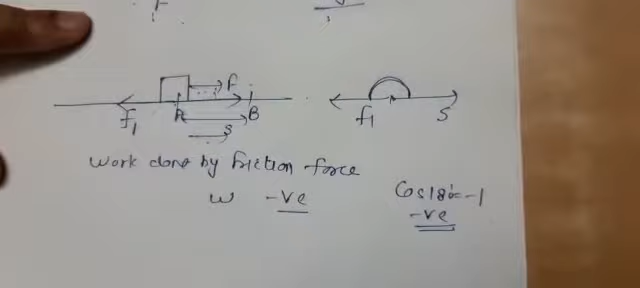 F
f₁ A S B
f₁ S
Work done by friction force
W -ve
Cos180=-1
-ve